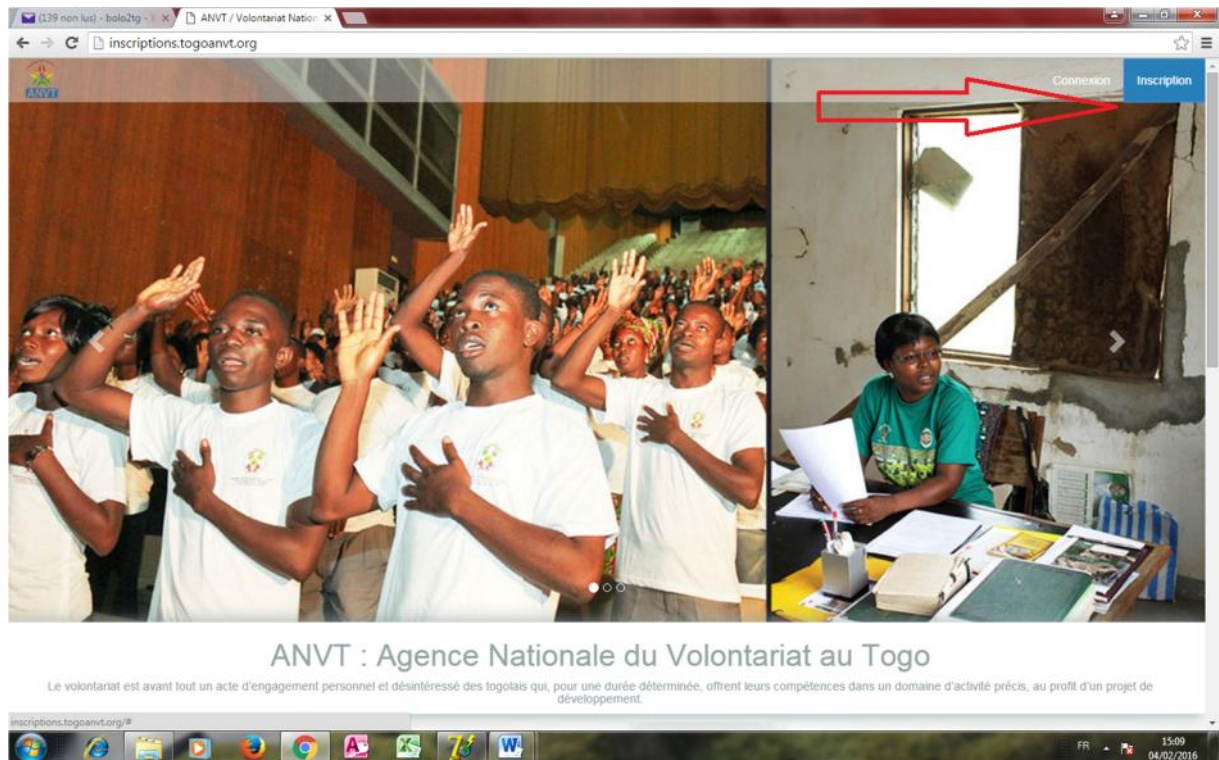 (139 non lus) - bolo2tg -
ANVT / Volontariat Nation
inscriptions.togoanvt.org
ANVT
Connexion
Inscription
ANVT : Agence Nationale du Volontariat au Togo
Le volontariat est avant tout un acte d'engagement personnel et désintéressé des togolais qui, pour une durée déterminée, offrent leurs compétences dans un domaine d'activité précis, au profit d'un projet de
développement.
inscriptions.togoanvt.org/#
FR
15:09
04/02/2016